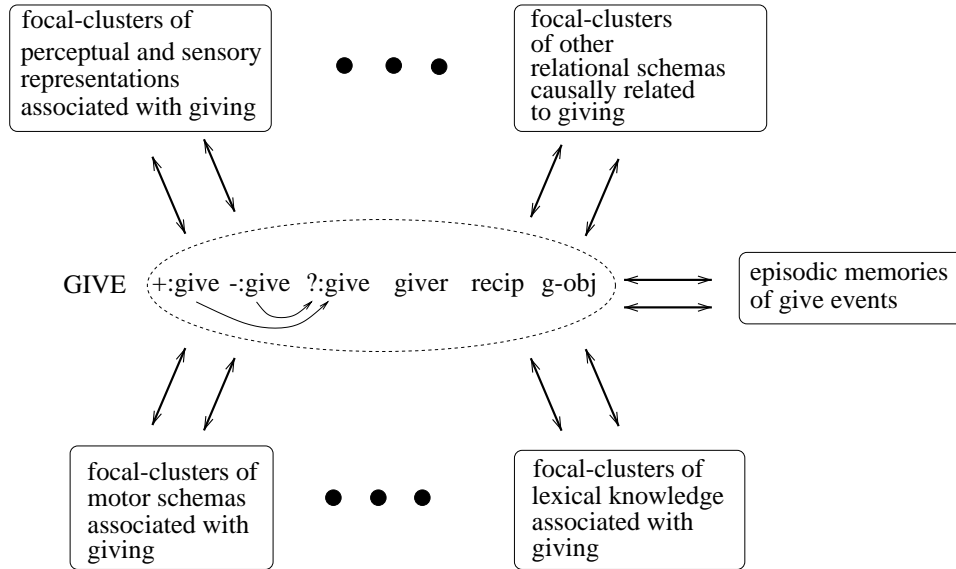 focal-clusters of
perceptual and sensory
representations
associated with giving
focal-clusters
of other
relational schemas
causally related
to giving
GIVE +:give -:give ?:give giver recip g-obj
episodic memories
of give events
focal-clusters of
motor schemas
associated with
giving
focal-clusters of
lexical knowledge
associated with
giving